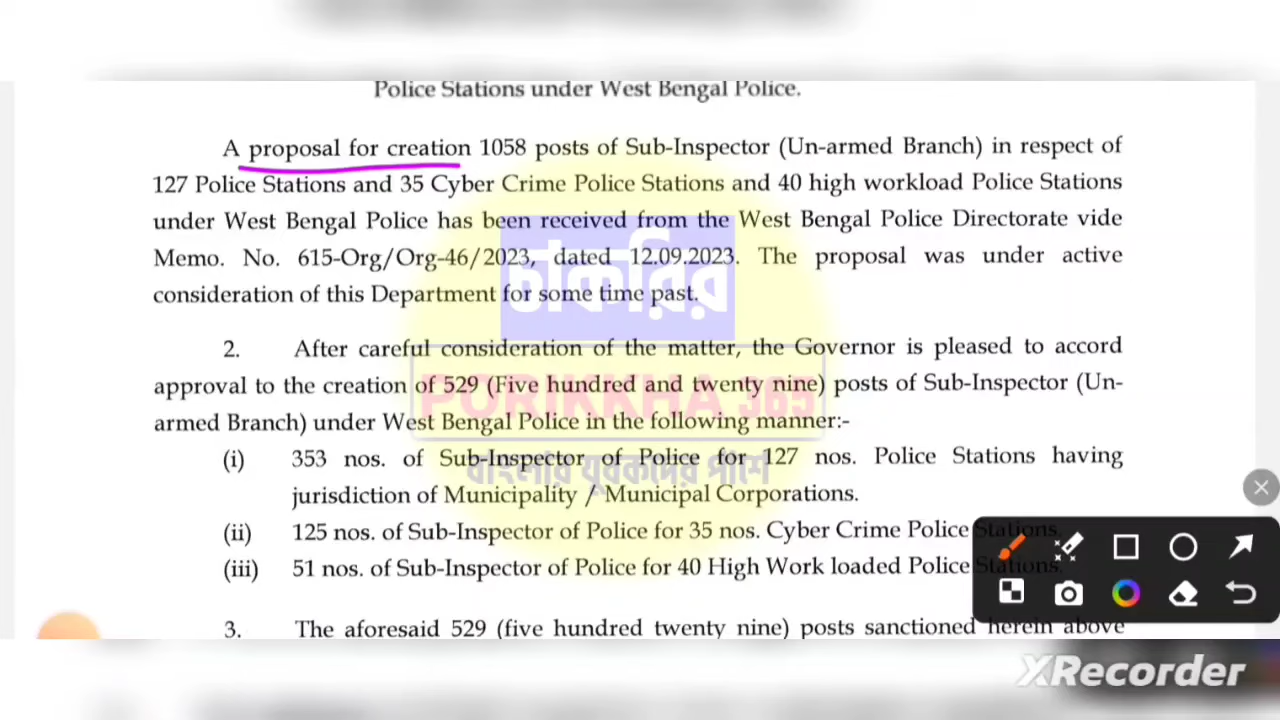 Police Stations under West Bengal Police.
A proposal for creation 1058 posts of Sub-Inspector (Un-armed Branch) in respect of
127 Police Stations and 35 Cyber Crime Police Stations and 40 high workload Police Stations
under West Bengal Police has been received from the West Bengal Police Directorate vide
Memo. No. 615-Org/Org-46/2023, dated 12.09.2023. The proposal was under active
চাকরির
consideration of this Department for some time past.
2. After careful consideration of the matter, the Governor is pleased to accord
approval to the creation of 529 (Five hundred and twenty nine) posts of Sub-Inspector (Un-
PORIKKHA 365
armed Branch) under West Bengal Police in the following manner:-
(i) 353 nos. of Sub-Inspector of Police for 127 nos. Police Stations having
বাংলার যুবকদের পাশে
jurisdiction of Municipality / Municipal Corporations.
(ii) 125 nos. of Sub-Inspector of Police for 35 nos. Cyber Crime Police Stations.
(iii) 51 nos. of Sub-Inspector of Police for 40 High Work loaded Police Stations.
3. The aforesaid 529 (five hundred twenty nine) posts sanctioned herein above
XRecorder